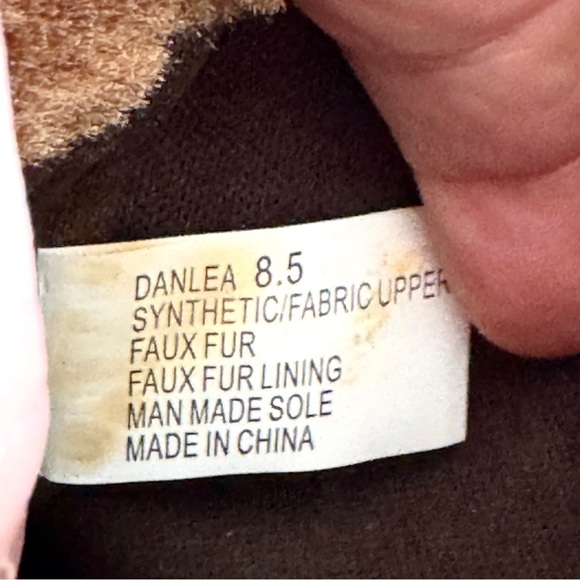 DANLEA 8.5
SYNTHETIC/FABRIC UPPER
FAUX FUR
FAUX FUR LINING
MAN MADE SOLE
MADE IN CHINA